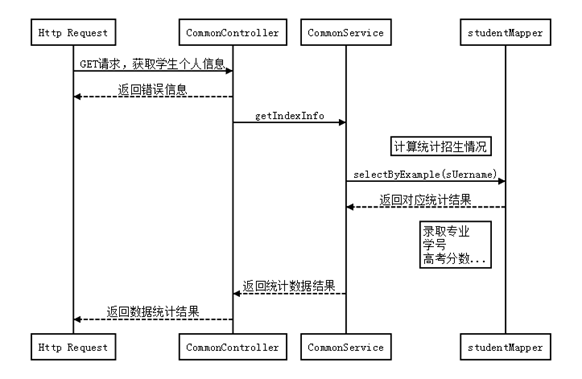 Http Request
CommonController
CommonService
studentMapper
GET请求，获取学生个人信息
返回错误信息
getIndexInfo
计算统计招生情况
selectByExample(sUername)
返回对应统计结果
录取专业
学号
高考分数...
返回统计数据结果
返回数据统计结果
Http Request
CommonController
CommonService
studentMapper